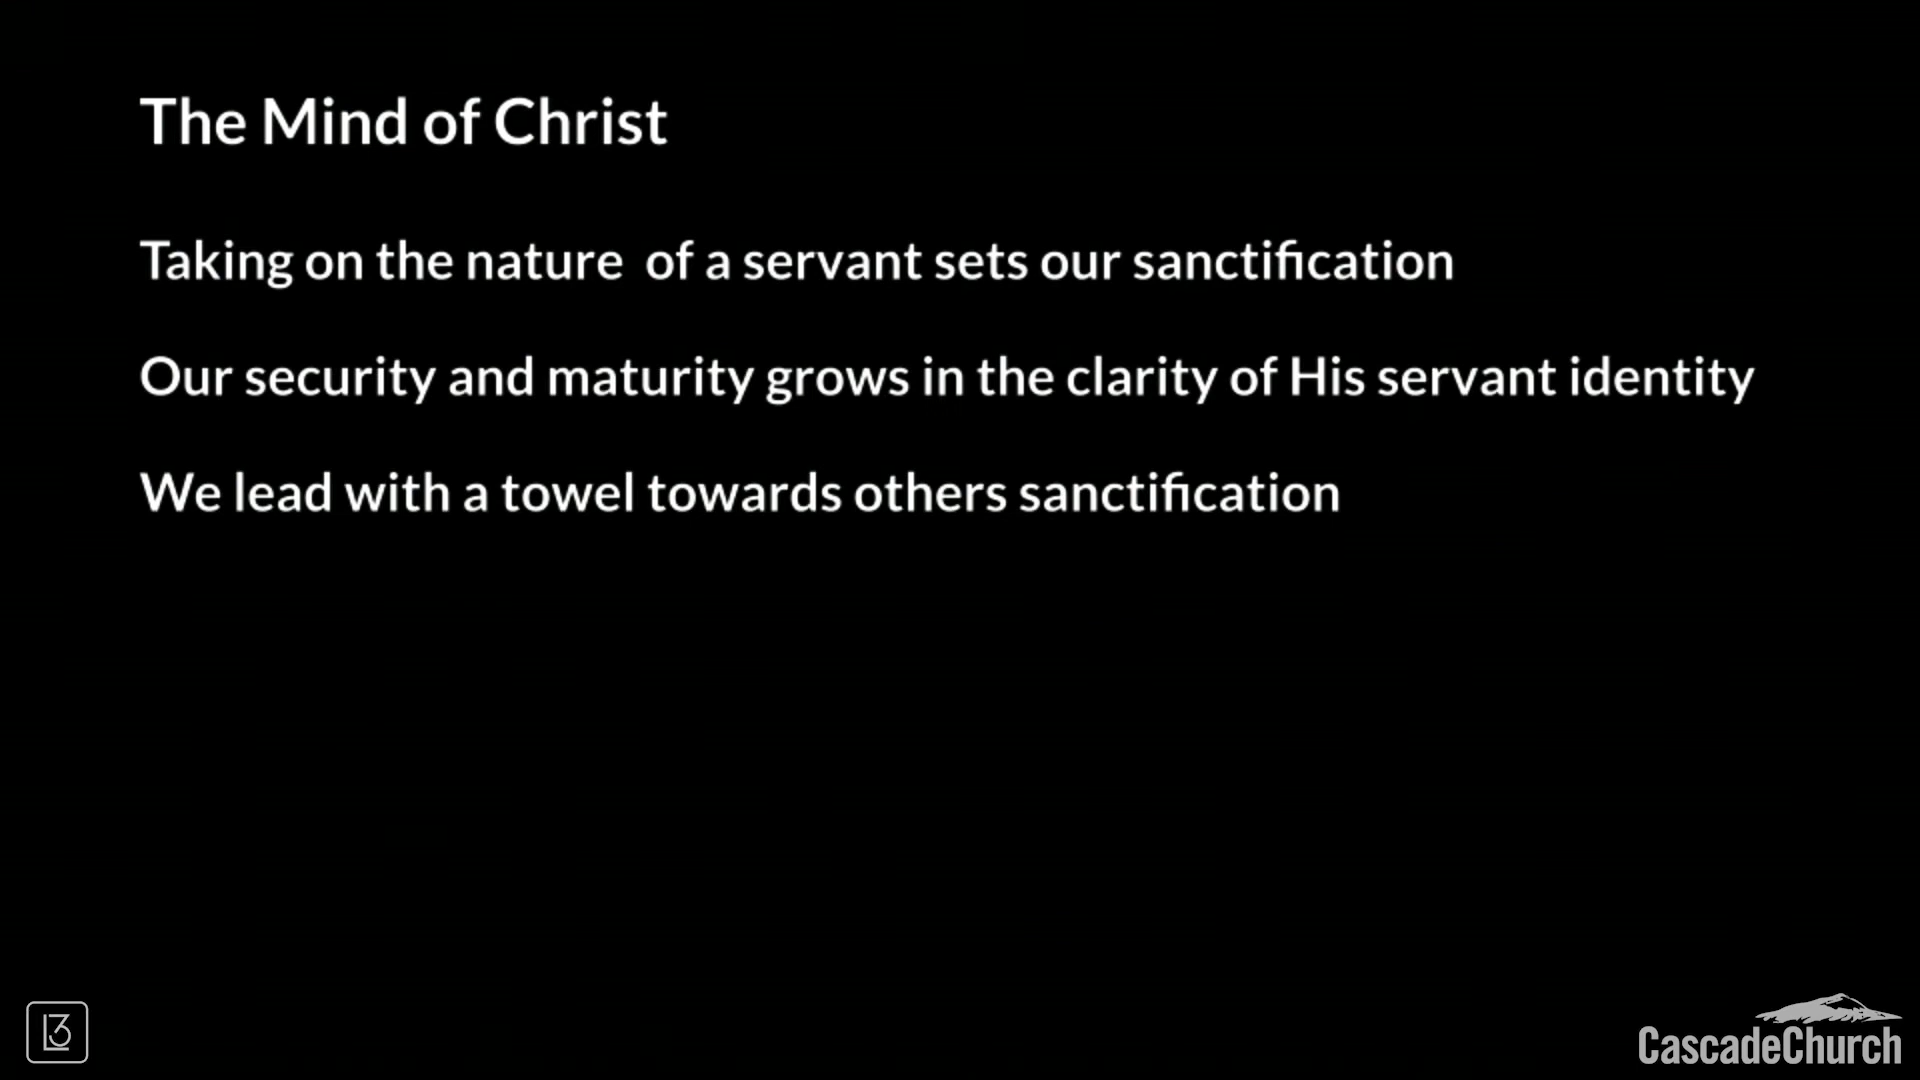 The Mind of Christ
Taking on the nature  of a servant sets our sanctification
Our security and maturity grows in the clarity of His servant identity
We lead with a towel towards others sanctification
L3
CascadeChurch